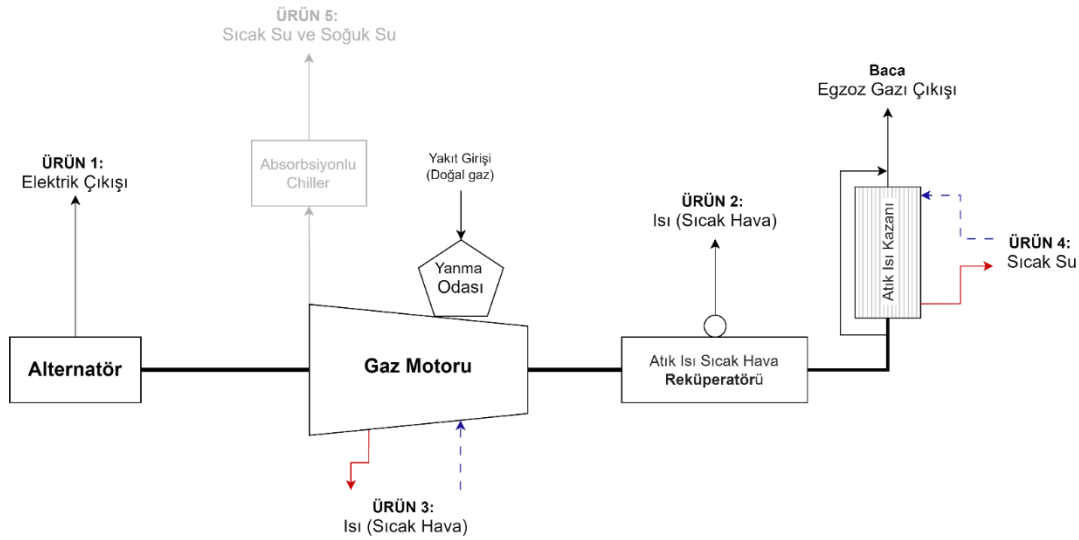 ÜRÜN 5:
Sıcak Su ve Soğuk Su
Baca
Egzoz Gazı Çıkışı
Absorbsiyonlu
Chiller
Yakıt Girişi
(Doğal gaz)
ÜRÜN 1:
Elektrik Çıkışı
ÜRÜN 2:
Isı (Sıcak Hava)
Atık Isı Kazanı
ÜRÜN 4:
Sıcak Su
Yanma
Odası
Alternatör
Gaz Motoru
Atık Isı Sıcak Hava
Reküperatörü
ÜRÜN 3:
Isı (Sıcak Hava)